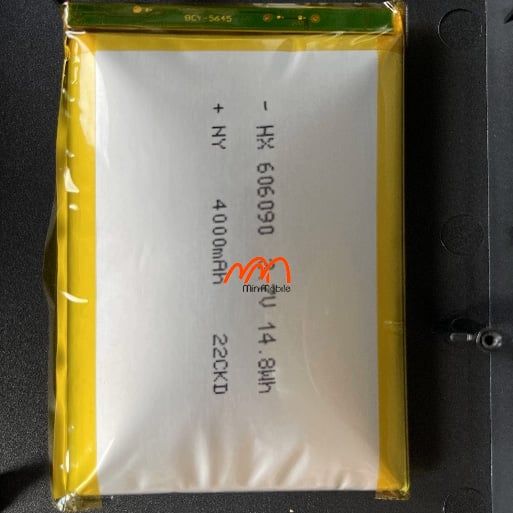 BCY-5645
- HX 606090 14.8Wh
+ NY 4000mAh 22CKD
MinMobile